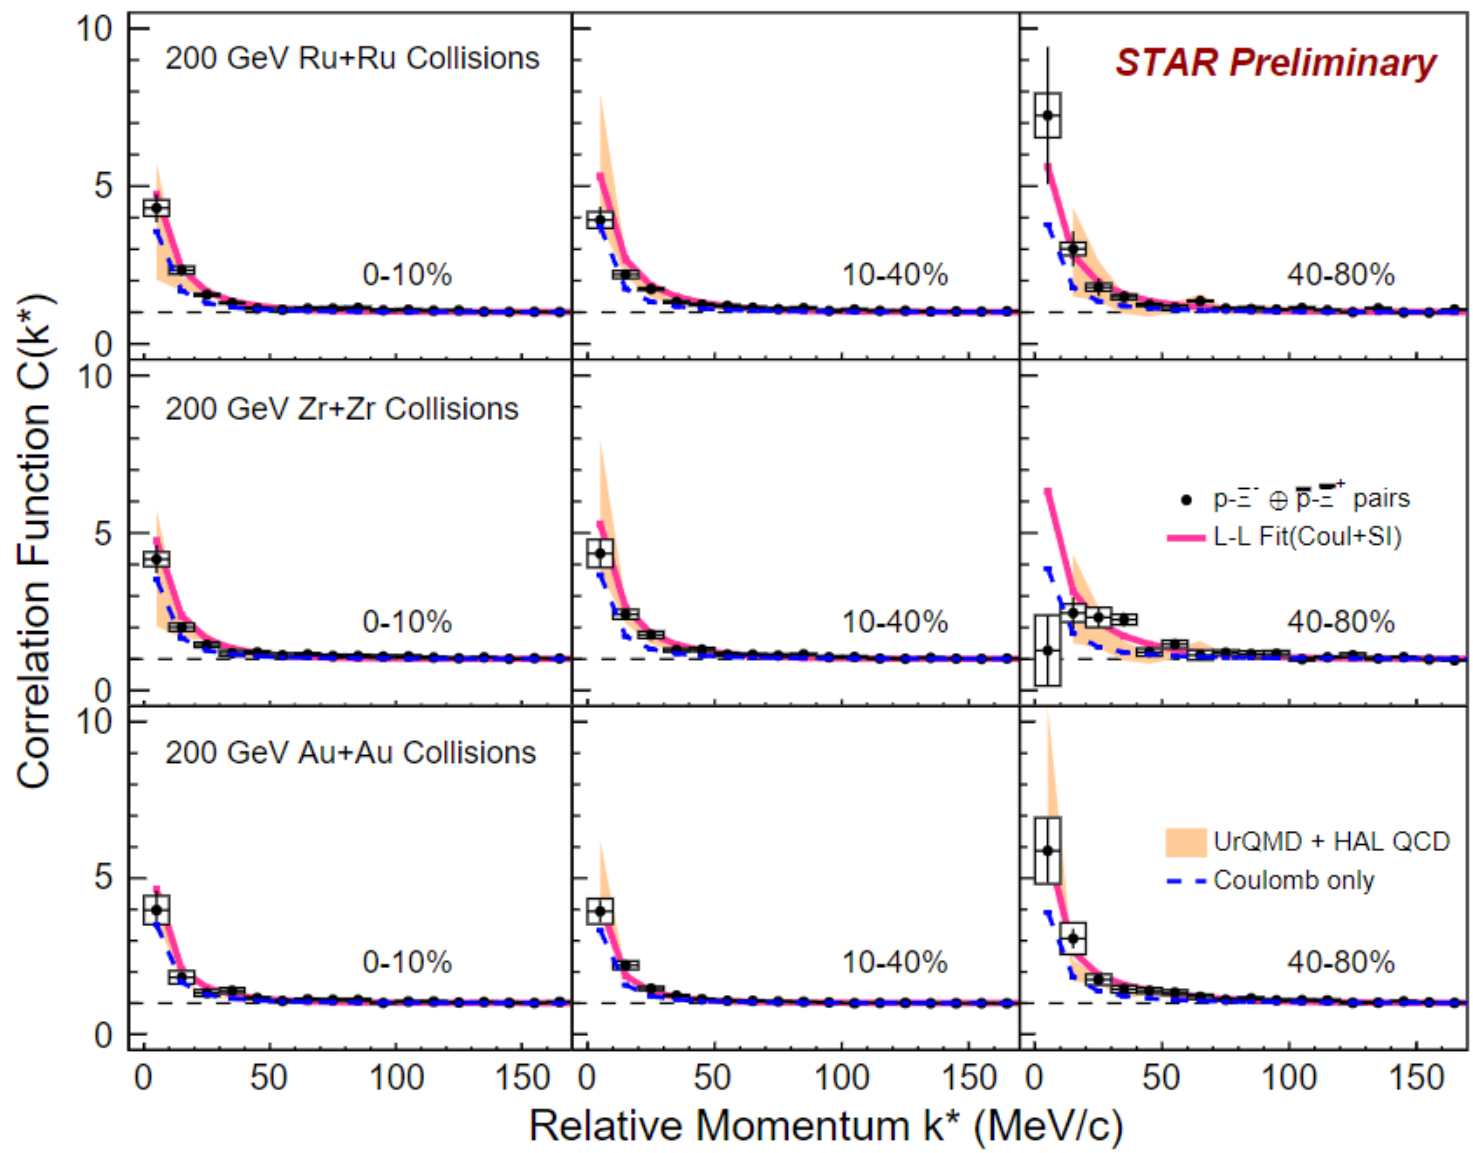 10
200 GeV Ru+Ru Collisions
STAR Preliminary
5
0-10%
10-40%
40-80%
0
10
200 GeV Zr+Zr Collisions
p-Ξ⁻ ⊕ p̅-Ξ̅⁺ pairs
5
L-L Fit(Coul+SI)
0-10%
10-40%
40-80%
0
10
200 GeV Au+Au Collisions
UrQMD + HAL QCD
5
Coulomb only
0-10%
10-40%
40-80%
0
0 50 100 150 0 50 100 150 0 50 100 150
Relative Momentum k* (MeV/c)
Correlation Function C(k*)